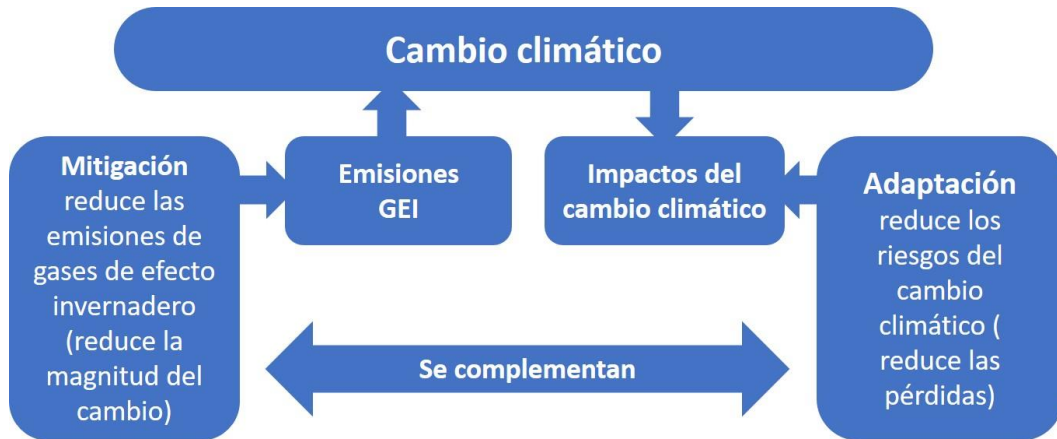 Cambio climático
Mitigación
reduce las
emisiones de
gases de efecto
invernadero
(reduce la
magnitud del
cambio)
Emisiones
GEI
Impactos del
cambio climático
Adaptación
reduce los
riesgos del
cambio
climático (
reduce las
pérdidas)
Se complementan